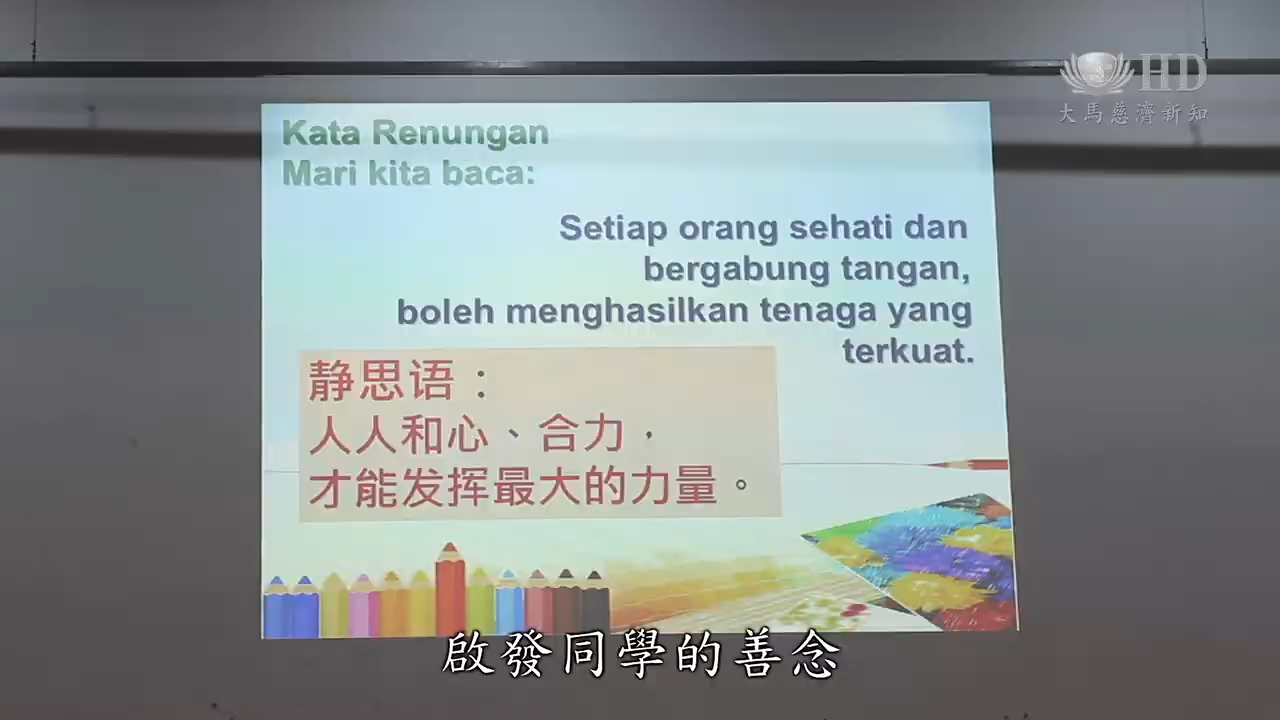 HD
大馬慈濟新知
Kata Renungan
Mari kita baca:
Setiap orang sehati dan
bergabung tangan,
boleh menghasilkan tenaga yang
terkuat.
静思语：
人人和心、合力，
才能发挥最大的力量。
啟發同學的善念